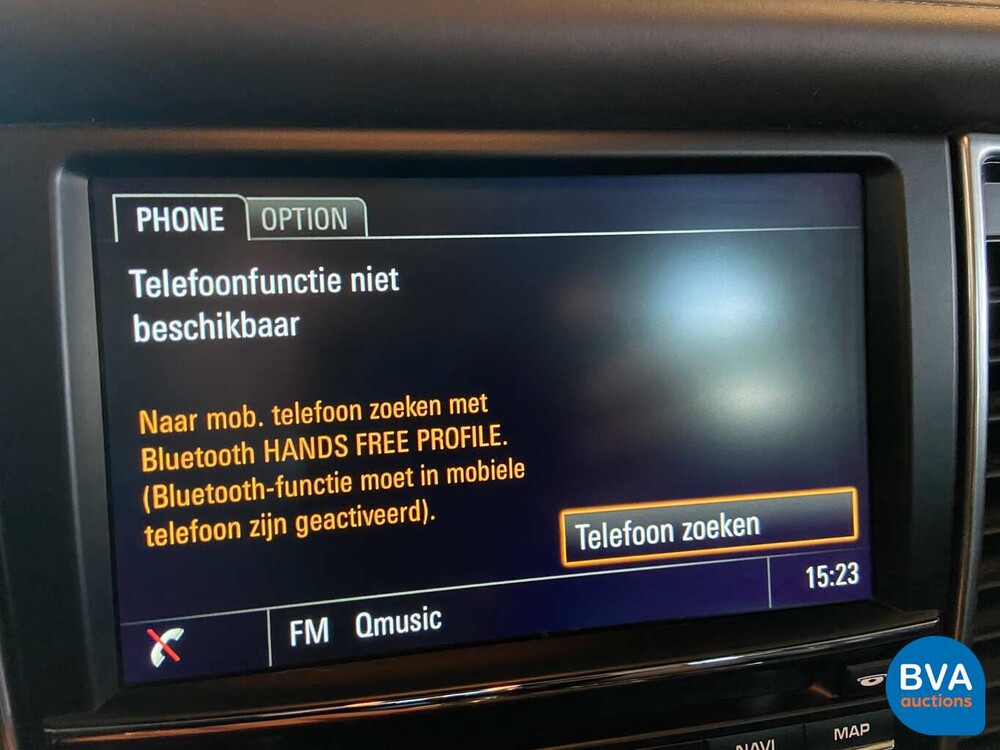 PHONE OPTION
Telefoonfunctie niet
beschikbaar
Naar mob. telefoon zoeken met
Bluetooth HANDS FREE PROFILE.
(Bluetooth-functie moet in mobiele
telefoon zijn geactiveerd).
Telefoon zoeken
FM Qmusic 15:23
BVA
auctions
NAVI MAP